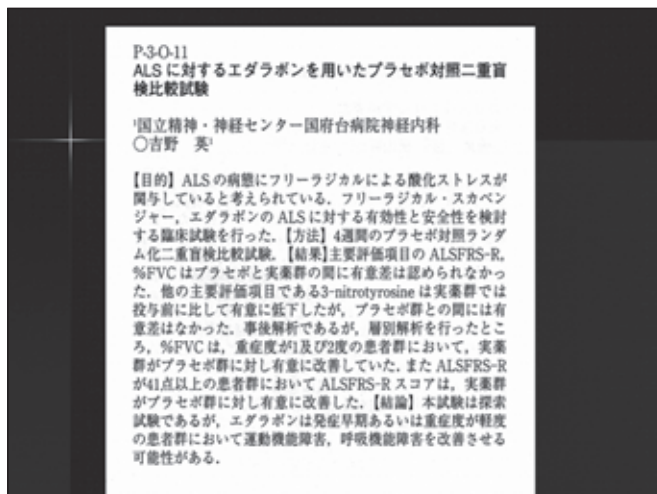 P-3-O-11
ALS に対するエダラボンを用いたプラセボ対照二重盲
検比較試験
¹国立精神・神経センター国府台病院神経内科
○吉野 英¹
【目的】ALS の病態にフリーラジカルによる酸化ストレスが
関与していると考えられている．フリーラジカル・スカベン
ジャー，エダラボンの ALS に対する有効性と安全性を検討
する臨床試験を行った．【方法】4週間のプラセボ対照ランダ
ム化二重盲検比較試験．【結果】主要評価項目の ALSFRS-R，
%FVC はプラセボと実薬群の間に有意差は認められなかっ
た．他の主要評価項目である3-nitrotyrosine は実薬群では
投与前に比して有意に低下したが，プラセボ群との間には有
意差はなかった．事後解析であるが，層別解析を行ったとこ
ろ，%FVC は，重症度が1及び2度の患者群において，実薬
群がプラセボ群に対し有意に改善していた．また ALSFRS-R
が41点以上の患者群において ALSFRS-R スコアは，実薬群
がプラセボ群に対し有意に改善した．【結論】本試験は探索
試験であるが，エダラボンは発症早期あるいは重症度が軽度
の患者群において運動機能障害，呼吸機能障害を改善させる
可能性がある．